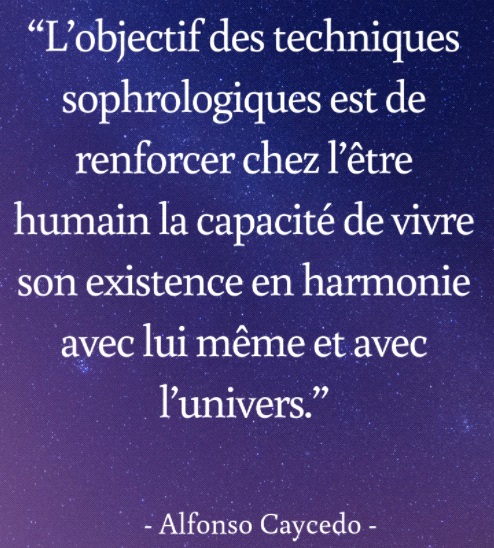 “L’objectif des techniques
sophrologiques est de
renforcer chez l’être
humain la capacité de vivre
son existence en harmonie
avec lui même et avec
l’univers.”
- Alfonso Caycedo -